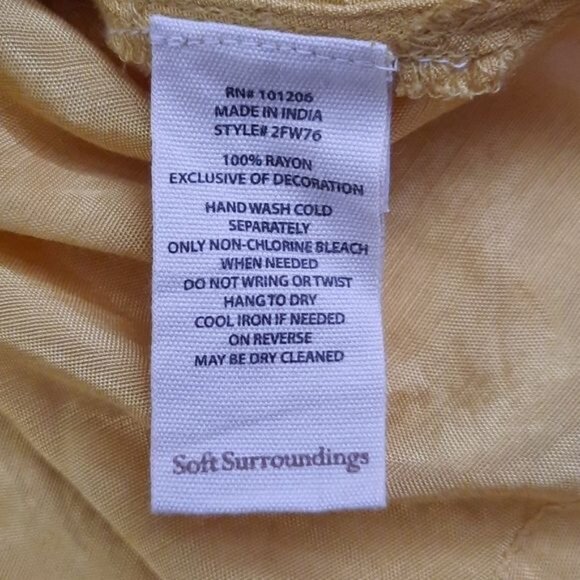 RN# 101206
MADE IN INDIA
STYLE# 2FW76
100% RAYON
EXCLUSIVE OF DECORATION
HAND WASH COLD
SEPARATELY
ONLY NON-CHLORINE BLEACH
WHEN NEEDED
DO NOT WRING OR TWIST
HANG TO DRY
COOL IRON IF NEEDED
ON REVERSE
MAY BE DRY CLEANED
Soft Surroundings